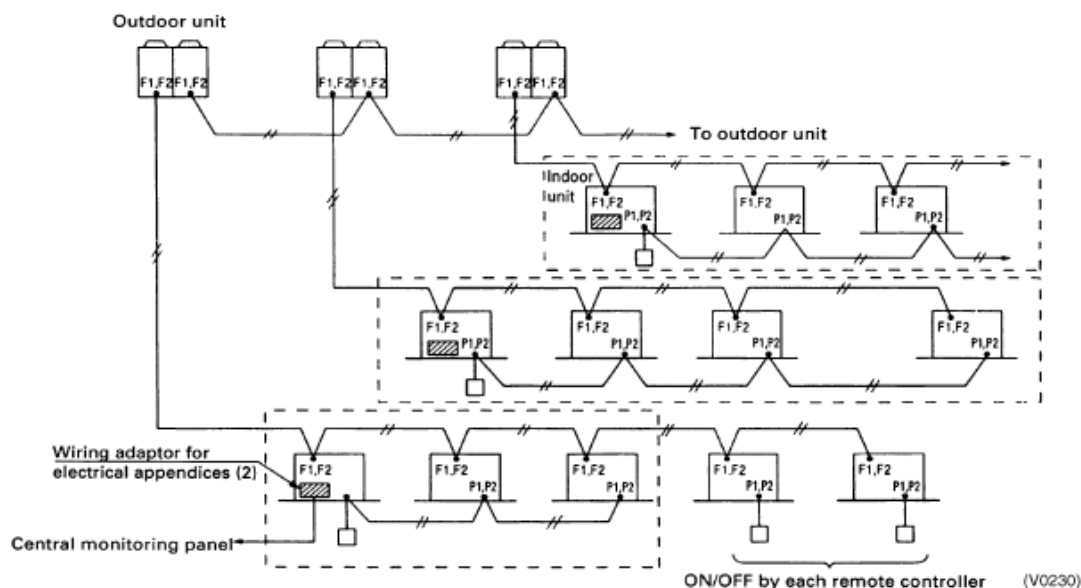 Outdoor unit
F1,F2 F1,F2 F1,F2 F1,F2 F1,F2 F1,F2
To outdoor unit
Indoor
unit
F1,F2 F1,F2 F1,F2
P1,P2 P1,P2 P1,P2
F1,F2 F1,F2 F1,F2 F1,F2
P1,P2 P1,P2 P1,P2 P1,P2
Wiring adaptor for
electrical appendices (2)
F1,F2 F1,F2 F1,F2 F1,F2 F1,F2
P1,P2 P1,P2 P1,P2 P1,P2
Central monitoring panel
ON/OFF by each remote controller
(V0230)